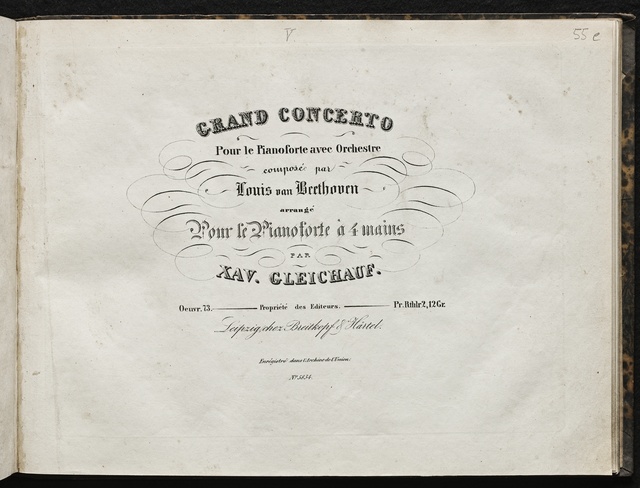 V
55 e
GRAND CONCERTO
Pour le Pianoforte avec Orchestre
composé par
Louis van Beethoven
arrangé
Pour le Pianoforte à 4 mains
PAR
XAV. GLEICHAUF.
Oeuvr. 73. Propriété des Editeurs. Pr. Rthlr 2, 12 Gr.
Leipzig, chez Breitkopf & Härtel.
Enrégistré dans l'Archive de l'Union.